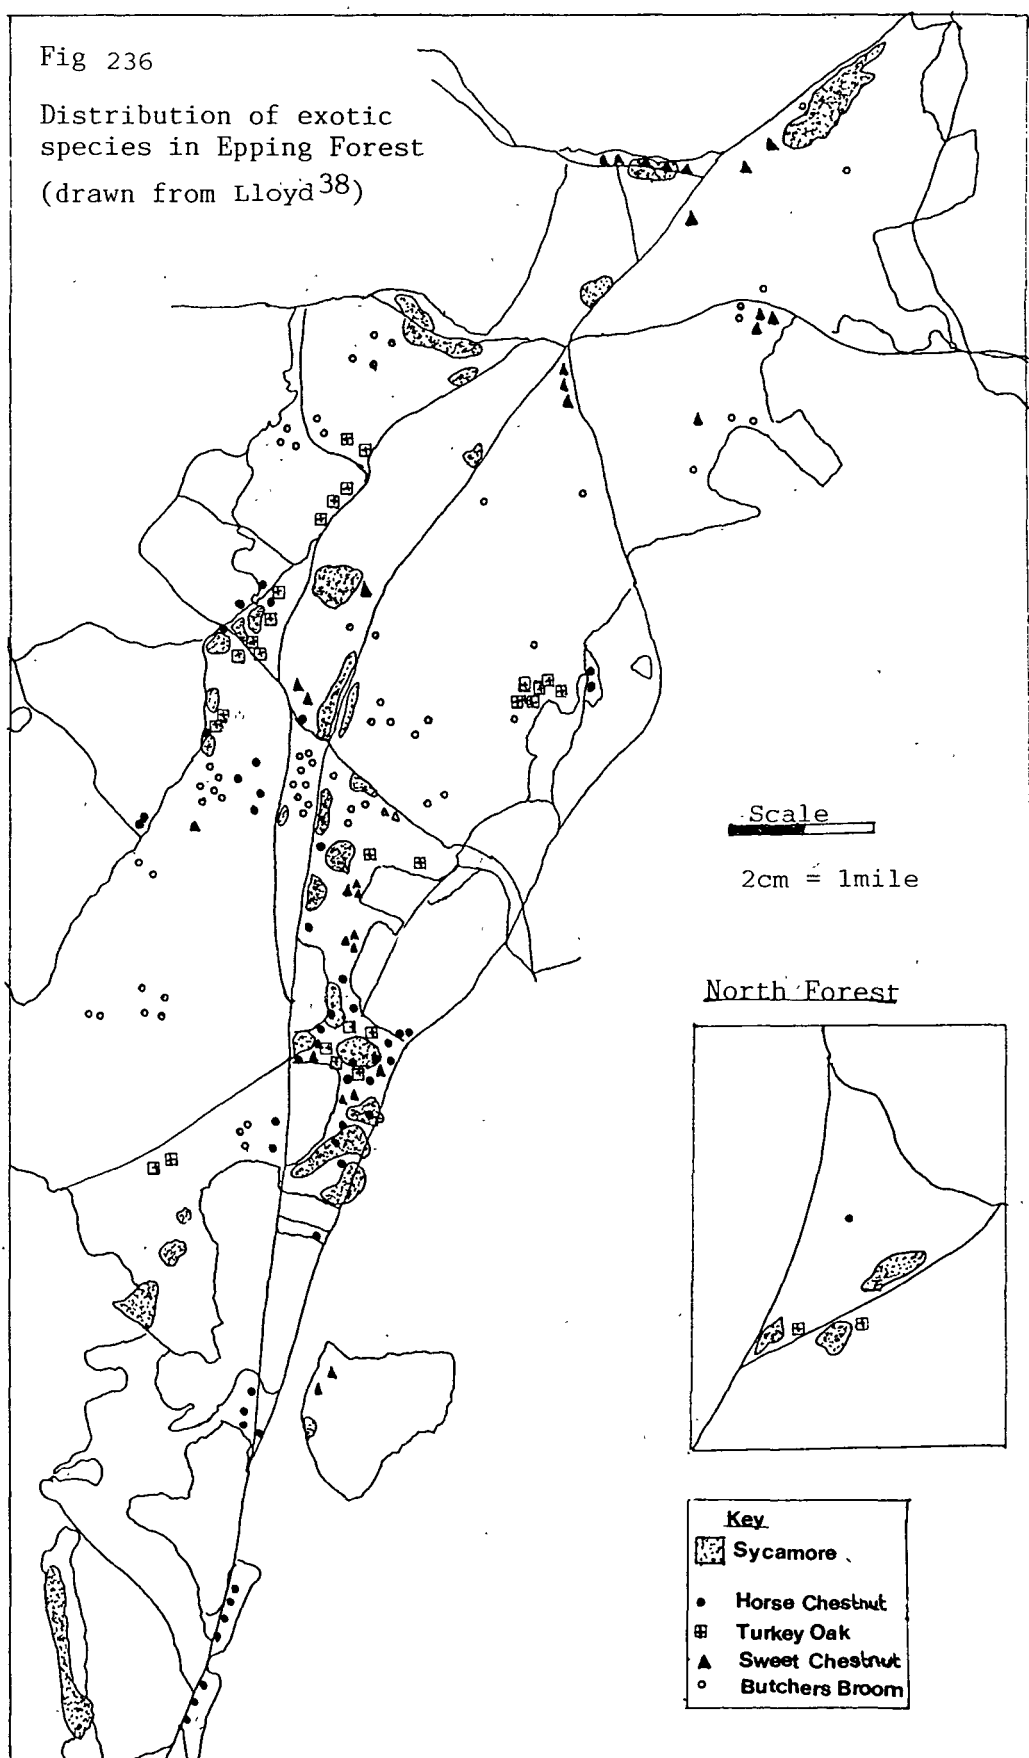 Fig 236
Distribution of exotic
species in Epping Forest
(drawn from Lloyd38)
Scale
2cm = 1mile
North Forest
Key
Sycamore
Horse Chestnut
Turkey Oak
Sweet Chestnut
Butchers Broom